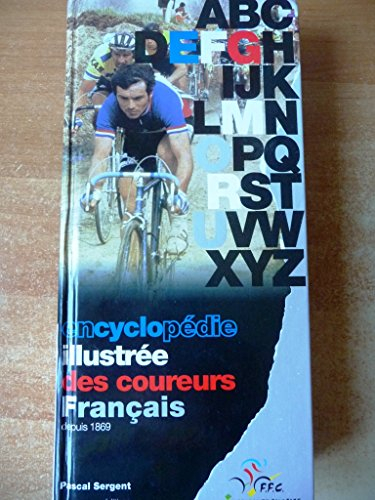 ABC
DEFGH
IJK
LMN
OPQ
RST
UVW
XYZ
encyclopédie
illustrée
des coureurs
Français
depuis 1869
Pascal Sergent
F.F.C.